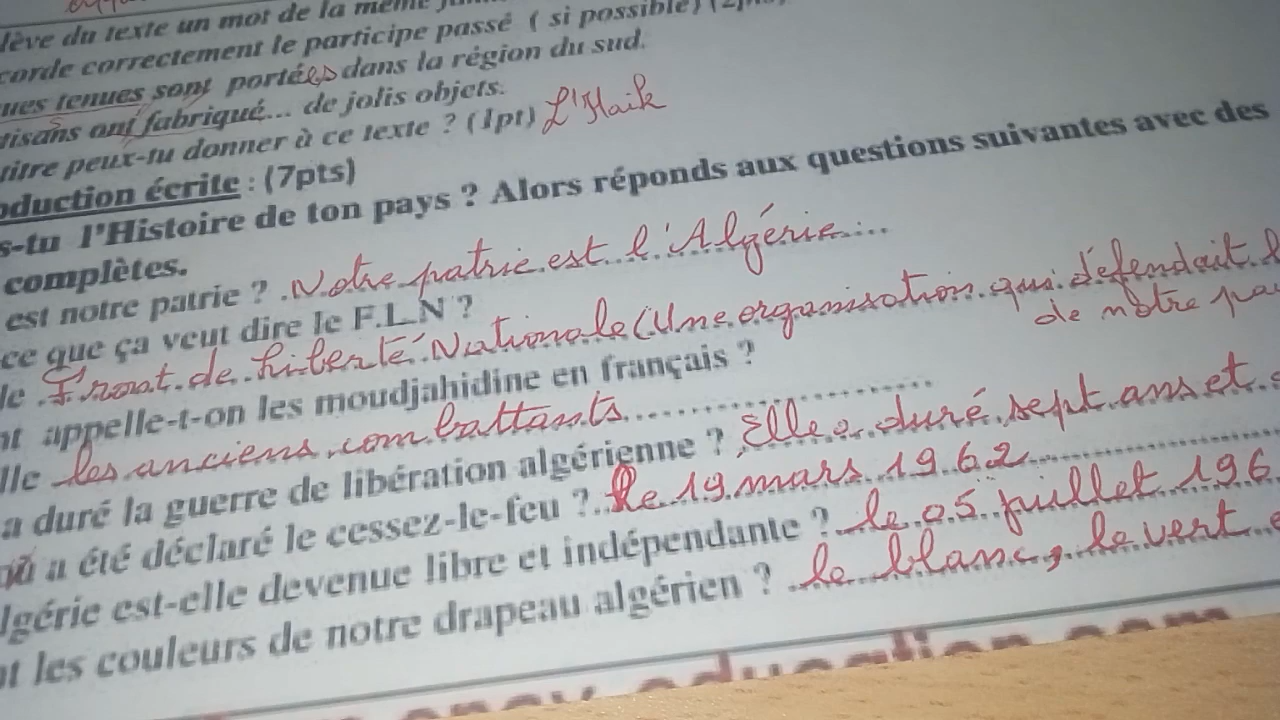 lève du texte un mot de la même
corde correctement le participe passé ( si possible)
ques tenues sont portées dans la région du sud.
tisans ont fabriqué... de jolis objets.
titre peux-tu donner à ce texte ? (1pt) L'Haik
oduction écrite : (7pts)
s-tu l'Histoire de ton pays ? Alors réponds aux questions suivantes avec des
complètes.
est notre patrie ? .Notre patrie est l'Algérie....
ce que ça veut dire le F.L.N ?
le Front de Liberté Nationale (Une organisation qui défendait
de nôtre
nt appelle-t-on les moudjahidine en français ?
lle les anciens combattants
a duré la guerre de libération algérienne ? Elle a duré sept ans et
a été déclaré le cessez-le-feu ? Le 19 mars 1962
lgérie est-elle devenue libre et indépendante ? le 05 juillet 196
nt les couleurs de notre drapeau algérien ? le blanc, le vert